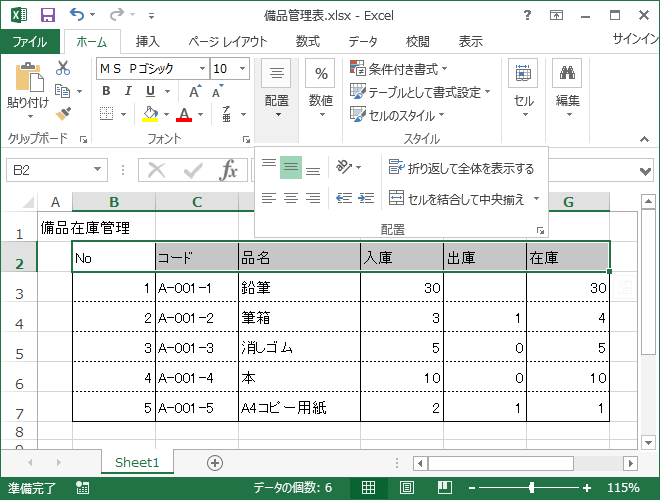 備品管理表.xlsx - Excel
ファイル ホーム 挿入 ページ レイアウト 数式 データ 校閲 表示 サインイン
貼り付け
クリップボード
ＭＳ Ｐゴシック 10
B I U A A
A 亜
フォント
配置
%
数値
条件付き書式
テーブルとして書式設定
セルのスタイル
スタイル
セル
編集
B2 fx
折り返して全体を表示する
セルを結合して中央揃え
配置
A B C G
1 備品在庫管理
2 No コード 品名 入庫 出庫 在庫
3 1 A-001-1 鉛筆 30 30
4 2 A-001-2 筆箱 3 1 4
5 3 A-001-3 消しゴム 5 0 5
6 4 A-001-4 本 10 0 10
7 5 A-001-5 A4コピー用紙 2 1 1
8
Sheet1
準備完了 データの個数: 6 115%